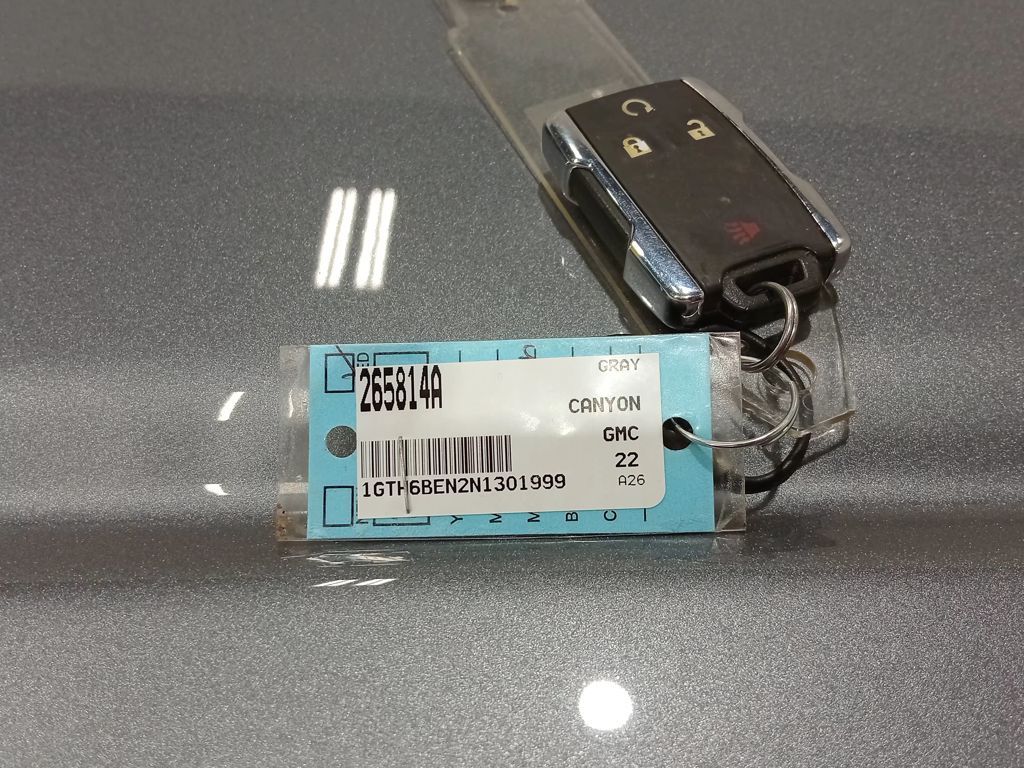 GRAY
265814A
CANYON
GMC
22
1GTH6BEN2N1301999
A26
Y
M
M
B
C